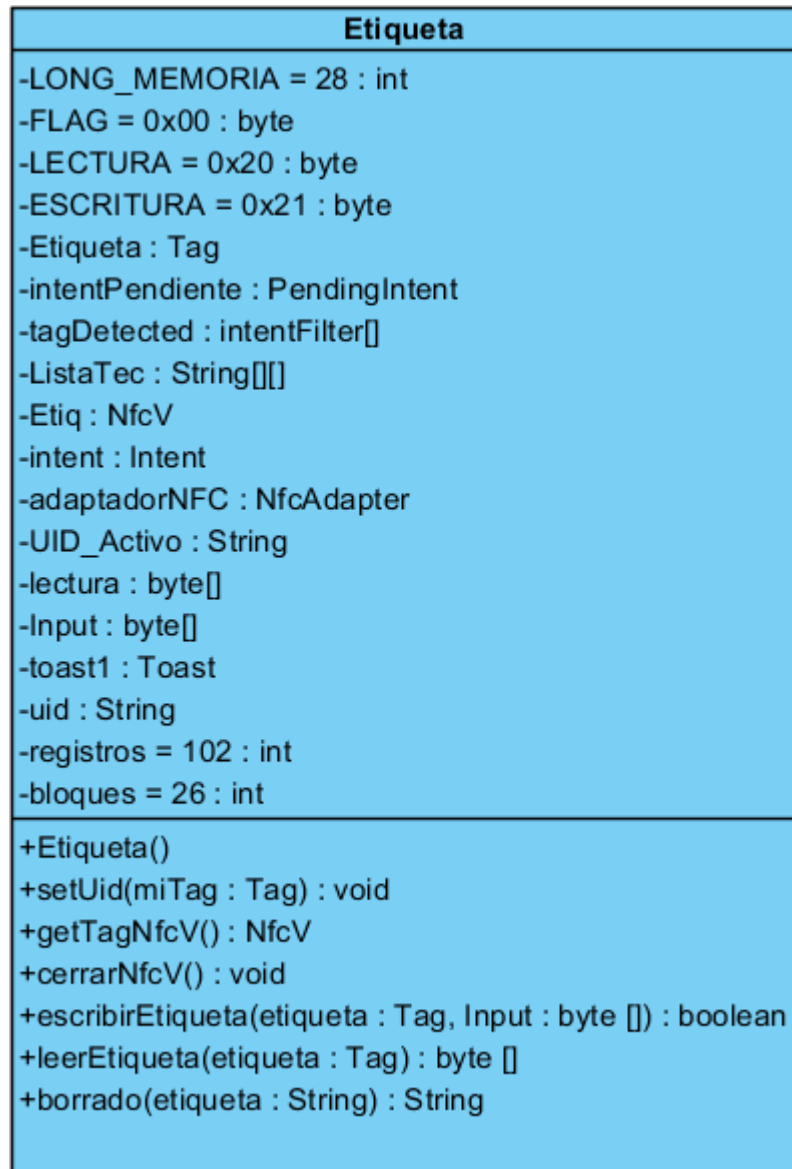 Etiqueta
-LONG_MEMORIA = 28 : int
-FLAG = 0x00 : byte
-LECTURA = 0x20 : byte
-ESCRITURA = 0x21 : byte
-Etiqueta : Tag
-intentPendiente : PendingIntent
-tagDetected : intentFilter[]
-ListaTec : String[][]
-Etiq : NfcV
-intent : Intent
-adaptadorNFC : NfcAdapter
-UID_Activo : String
-lectura : byte[]
-Input : byte[]
-toast1 : Toast
-uid : String
-registros = 102 : int
-bloques = 26 : int
+Etiqueta()
+setUid(miTag : Tag) : void
+getTagNfcV() : NfcV
+cerrarNfcV() : void
+escribirEtiqueta(etiqueta : Tag, Input : byte []) : boolean
+leerEtiqueta(etiqueta : Tag) : byte []
+borrado(etiqueta : String) : String